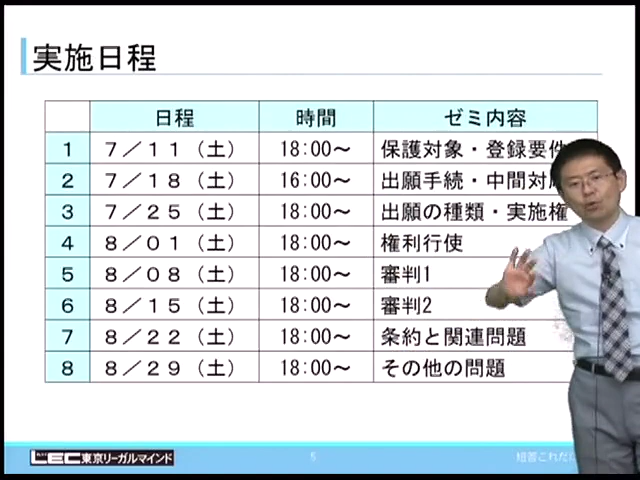 実施日程
日程 時間 ゼミ内容
1 7／11（土） 18:00～ 保護対象・登録要件
2 7／18（土） 16:00～ 出願手続・中間対
3 7／25（土） 18:00～ 出願の種類・実施権
4 8／01（土） 18:00～ 権利行使
5 8／08（土） 18:00～ 審判1
6 8／15（土） 18:00～ 審判2
7 8／22（土） 18:00～ 条約と関連問題
8 8／29（土） 18:00～ その他の問題
LEC東京リーガルマインド 5 短答これだ